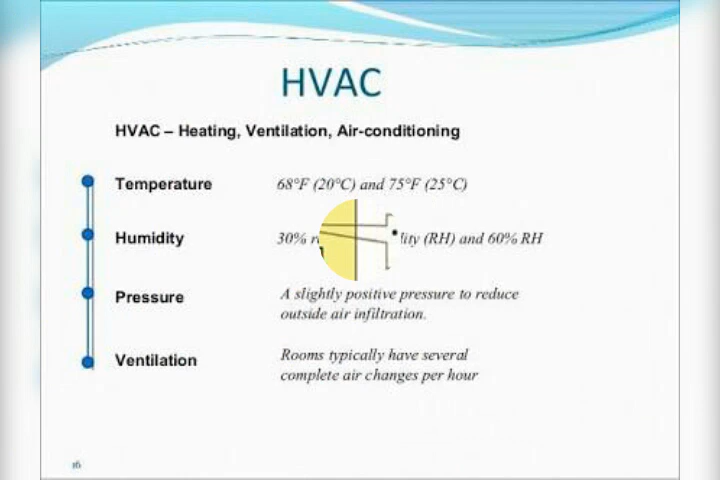 HVAC
HVAC – Heating, Ventilation, Air-conditioning
Temperature 68°F (20°C) and 75°F (25°C)
Humidity 30% (RH) and 60% RH
Pressure A slightly positive pressure to reduce
outside air infiltration.
Ventilation Rooms typically have several
complete air changes per hour
16